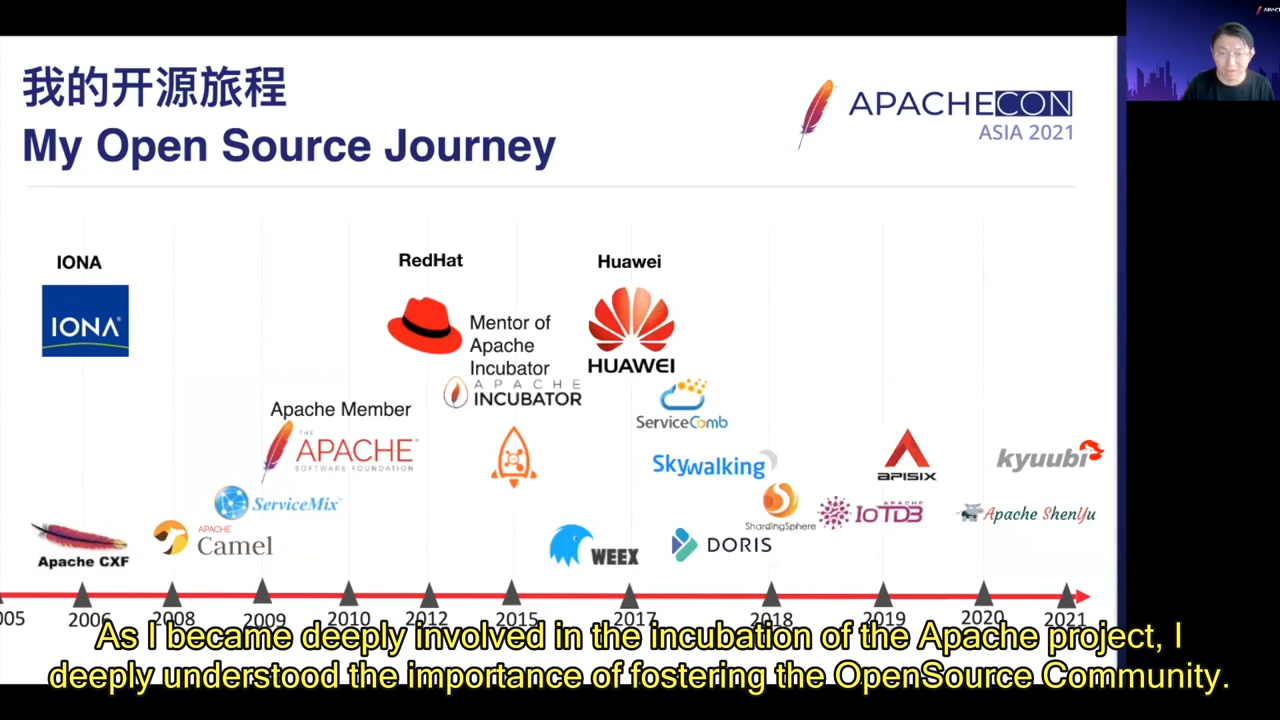 我的开源旅程
My Open Source Journey
APACHECON
ASIA 2021
IONA
IONA
RedHat
Mentor of
Apache
Incubator
APACHE
INCUBATOR
Huawei
HUAWEI
ServiceComb
Apache Member
THE
APACHE
SOFTWARE FOUNDATION
Skywalking
APISIX
kyuubi
ServiceMix
ShardingSphere
APACHE
IoTDB
Apache ShenYu
Apache CXF
APACHE
Camel
WEEX
DORIS
005 2006 2008 2009 2010 2012 2015 2017 2018 2019 2020 2021
As I became deeply involved in the incubation of the Apache project, I
deeply understood the importance of fostering the OpenSource Community.